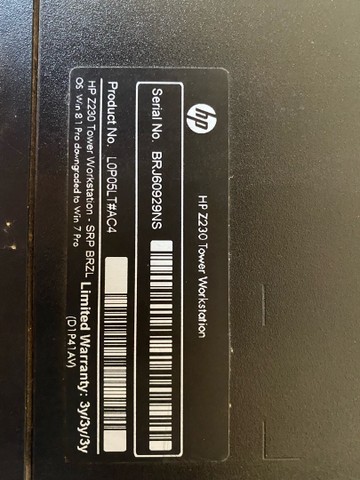 hp
HP Z230 Tower Workstation
Serial No. BRJ60929NS
Product No. L0P05LT#AC4
HP Z230 Tower Workstation - SRP BRZL
OS Win 8.1 Pro downgraded to Win 7 Pro
Limited Warranty: 3y/3y/3y
(D1P41AV)